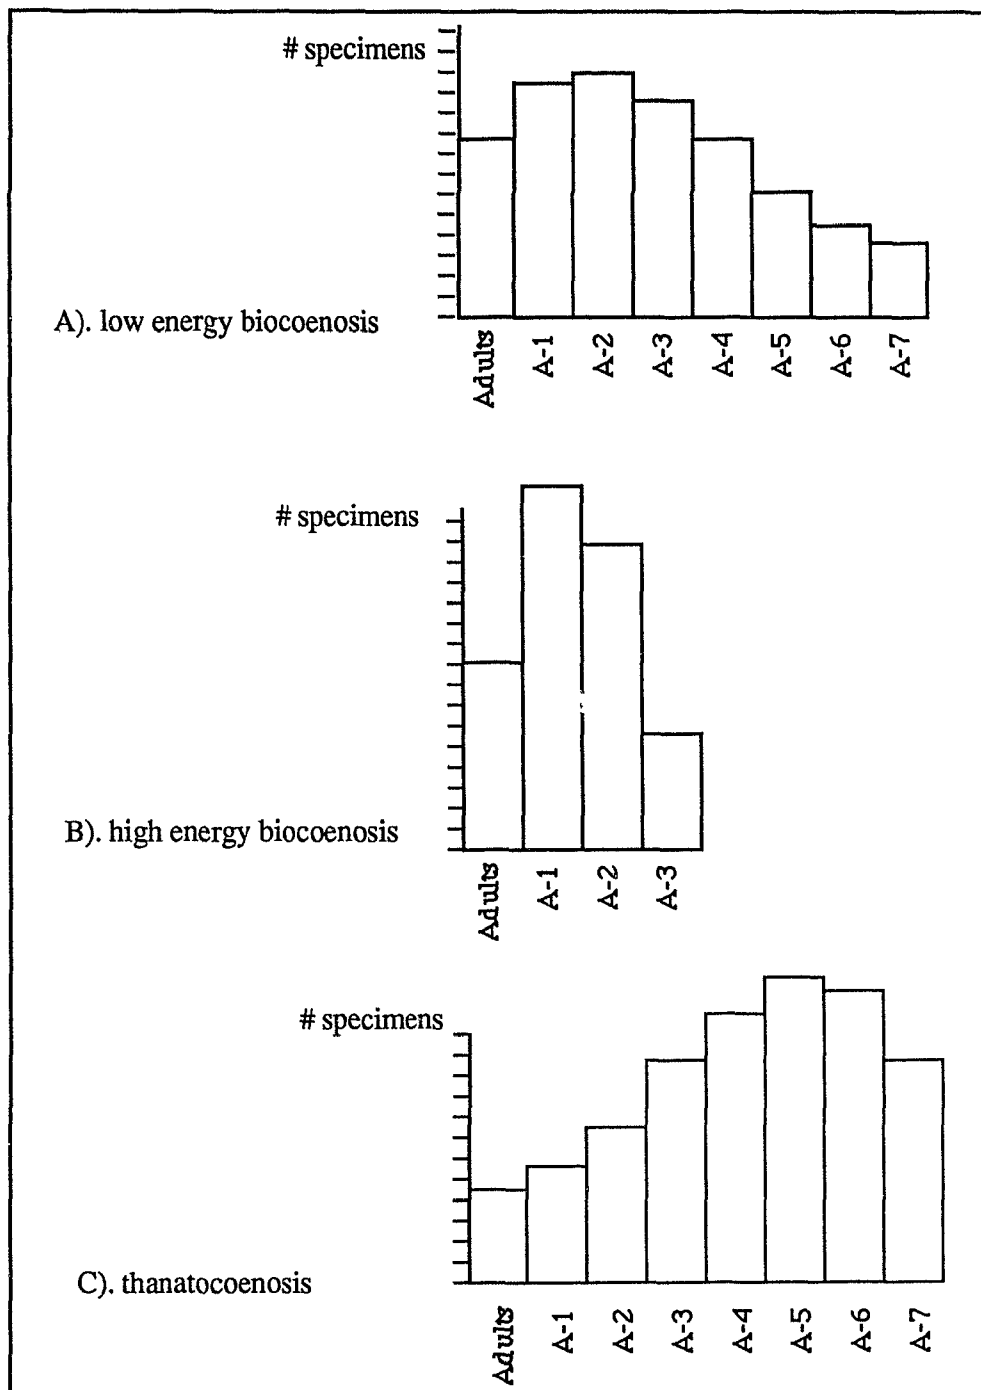 # specimens
A). low energy biocoenosis
Adults
A-1
A-2
A-3
A-4
A-5
A-6
A-7
# specimens
B). high energy biocoenosis
Adults
A-1
A-2
A-3
# specimens
C). thanatocoenosis
Adults
A-1
A-2
A-3
A-4
A-5
A-6
A-7